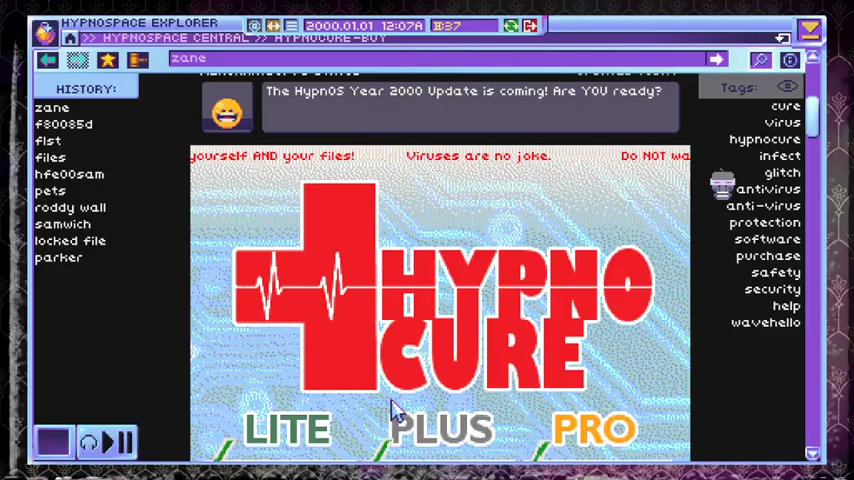 HYPNOSPACE EXPLORER
2000.01.01 12:07A
37
>> HYPNOSPACE CENTRAL >> HYPNOCURE-BUY
zane
HISTORY:
zane
f80085d
flst
files
hfe00sam
pets
roddy wall
samwich
locked file
parker
The HypnOS Year 2000 Update is coming! Are YOU ready?
yourself AND your files!
Viruses are no joke.
Do NOT wa
HYPNO
CURE
LITE
PLUS
PRO
Tags:
cure
virus
hypnocure
infect
glitch
antivirus
anti-virus
protection
software
purchase
safety
security
help
wavehello